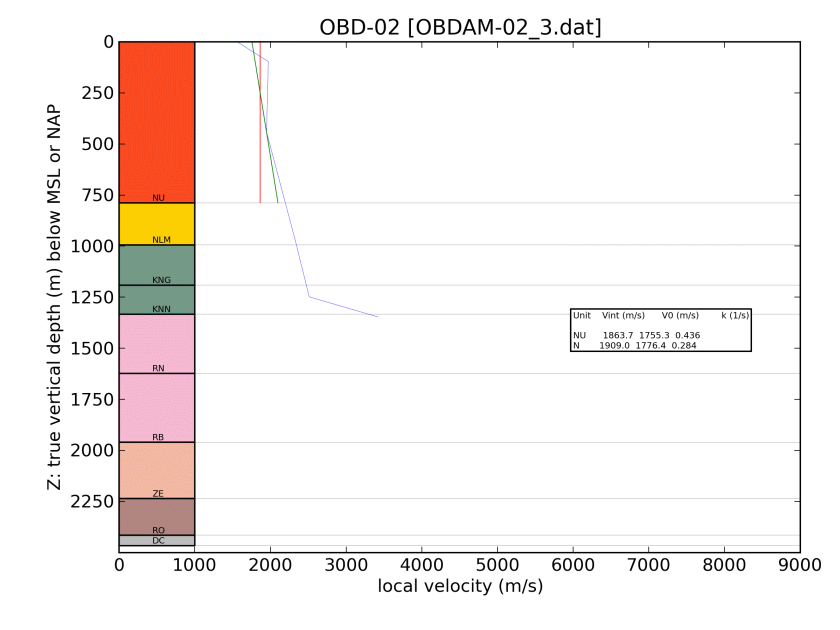 OBD-02 [OBDAM-02_3.dat]
Z: true vertical depth (m) below MSL or NAP
0
250
500
750
1000
1250
1500
1750
2000
2250
NU
NLM
KNG
KNN
RN
RB
ZE
RO
DC
Unit Vint (m/s) V0 (m/s) k (1/s)
NU 1863.7 1755.3 0.436
N 1909.0 1776.4 0.284
0 1000 2000 3000 4000 5000 6000 7000 8000 9000
local velocity (m/s)